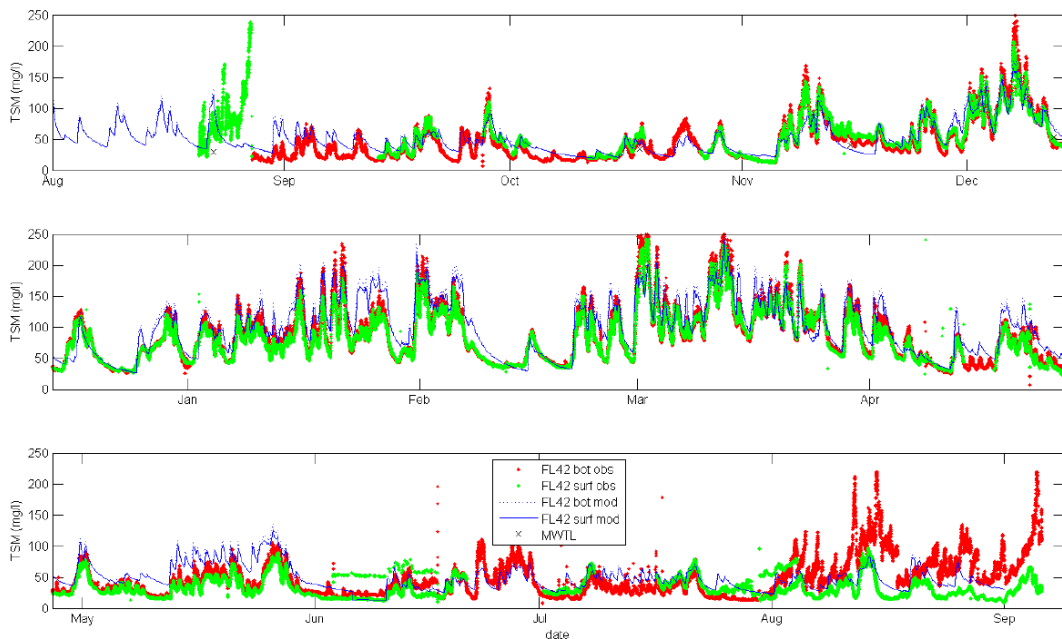 250
200
150
100
50
0
TSM (mg/l)
Aug Sep Oct Nov Dec
250
200
150
100
50
0
TSM (mg/l)
Jan Feb Mar Apr
250
200
150
100
50
0
TSM (mg/l)
FL42 bot obs
FL42 surf obs
FL42 bot mod
FL42 surf mod
MWTL
May Jun Jul Aug Sep
date